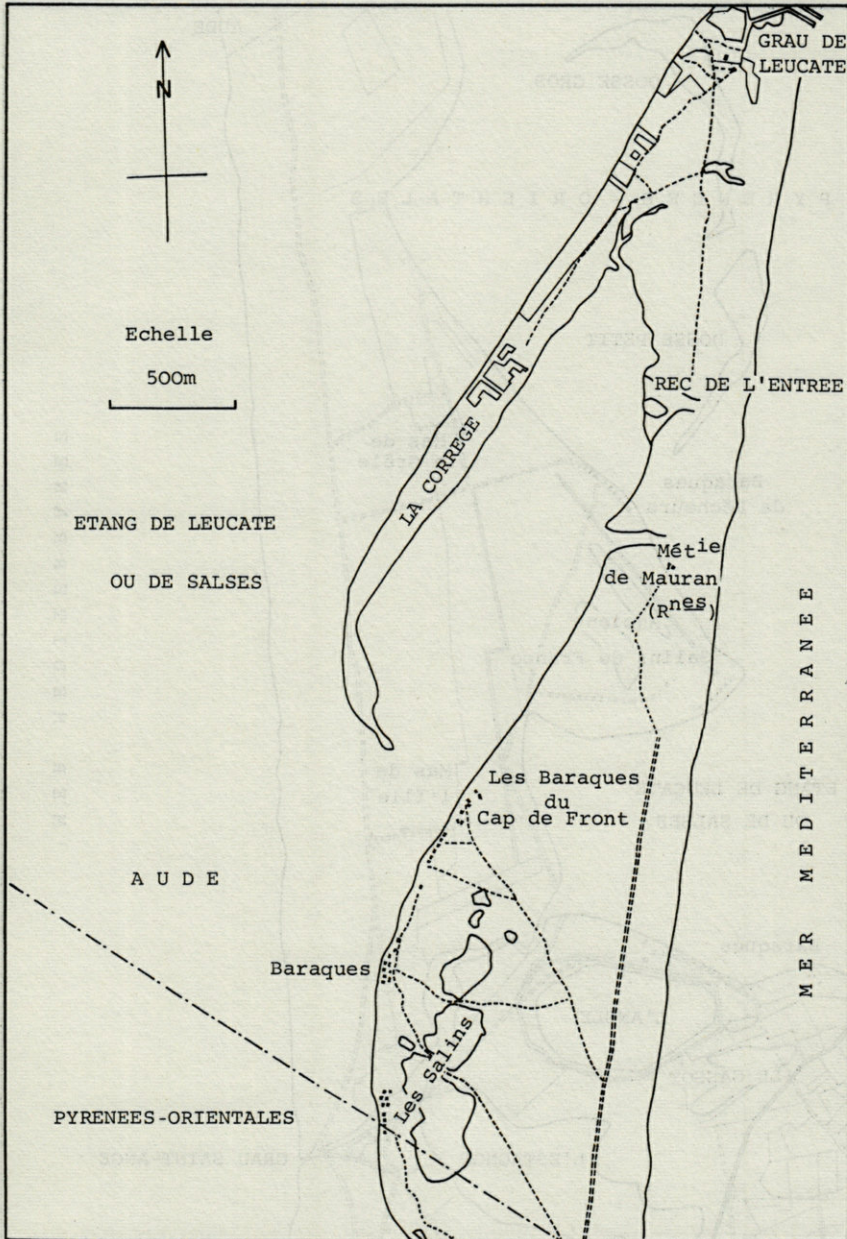 GRAU DE
LEUCATE
N
Echelle
500m
REC DE L'ENTREE
LA CORREGE
ETANG DE LEUCATE
OU DE SALSES
Métie
de Mauran
(Rnes)
MER MEDITERRANEE
Les Baraques
du
Cap de Front
AUDE
Baraques
Les Salins
PYRENEES-ORIENTALES